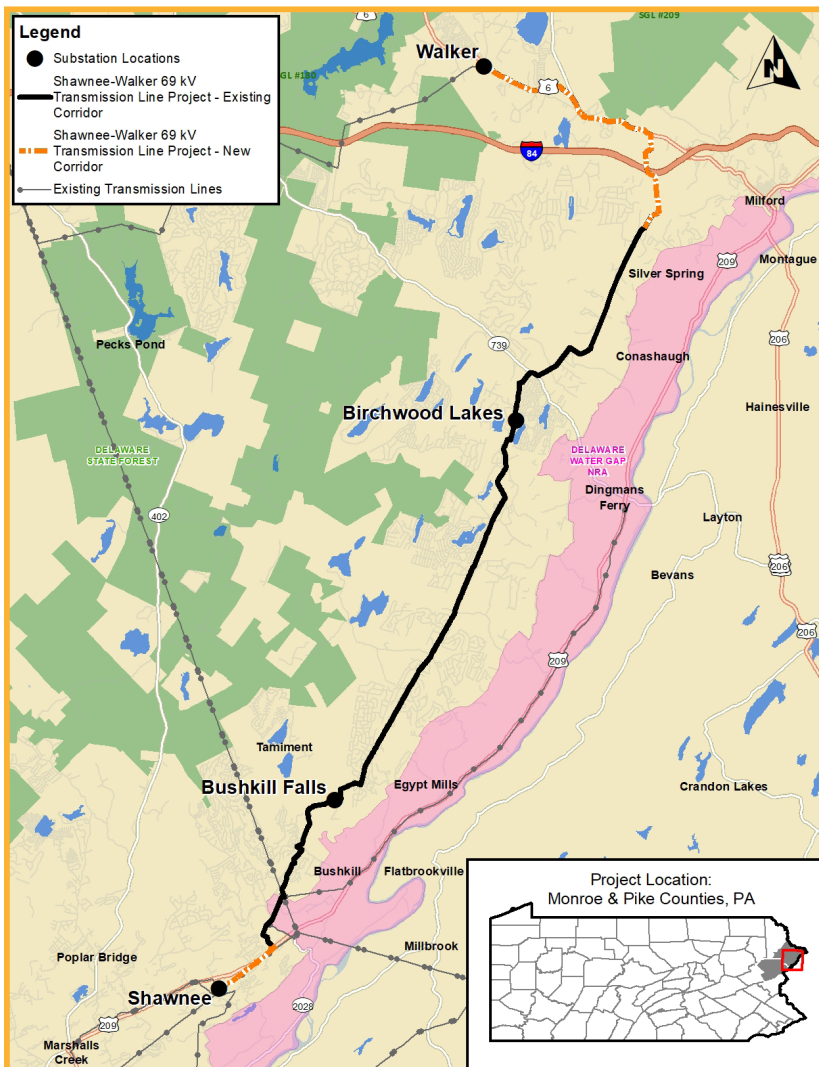 Legend
Substation Locations
Shawnee-Walker 69 kV
Transmission Line Project - Existing
Corridor
Shawnee-Walker 69 kV
Transmission Line Project - New
Corridor
Existing Transmission Lines
SGL #209
6
Walker
N
SGL #180
6
84
Milford
209
Montague
Silver Spring
206
739
Conashaugh
Pecks Pond
Hainesville
Birchwood Lakes
DELAWARE
STATE FOREST
DELAWARE
WATER GAP
NRA
Dingmans
Ferry
402
Layton
206
Bevans
206
209
Tamiment
Bushkill Falls
Egypt Mills
Crandon Lakes
Bushkill
Flatbrookville
Millbrook
Poplar Bridge
Shawnee
2028
209
Marshalls
Creek
Project Location:
Monroe & Pike Counties, PA